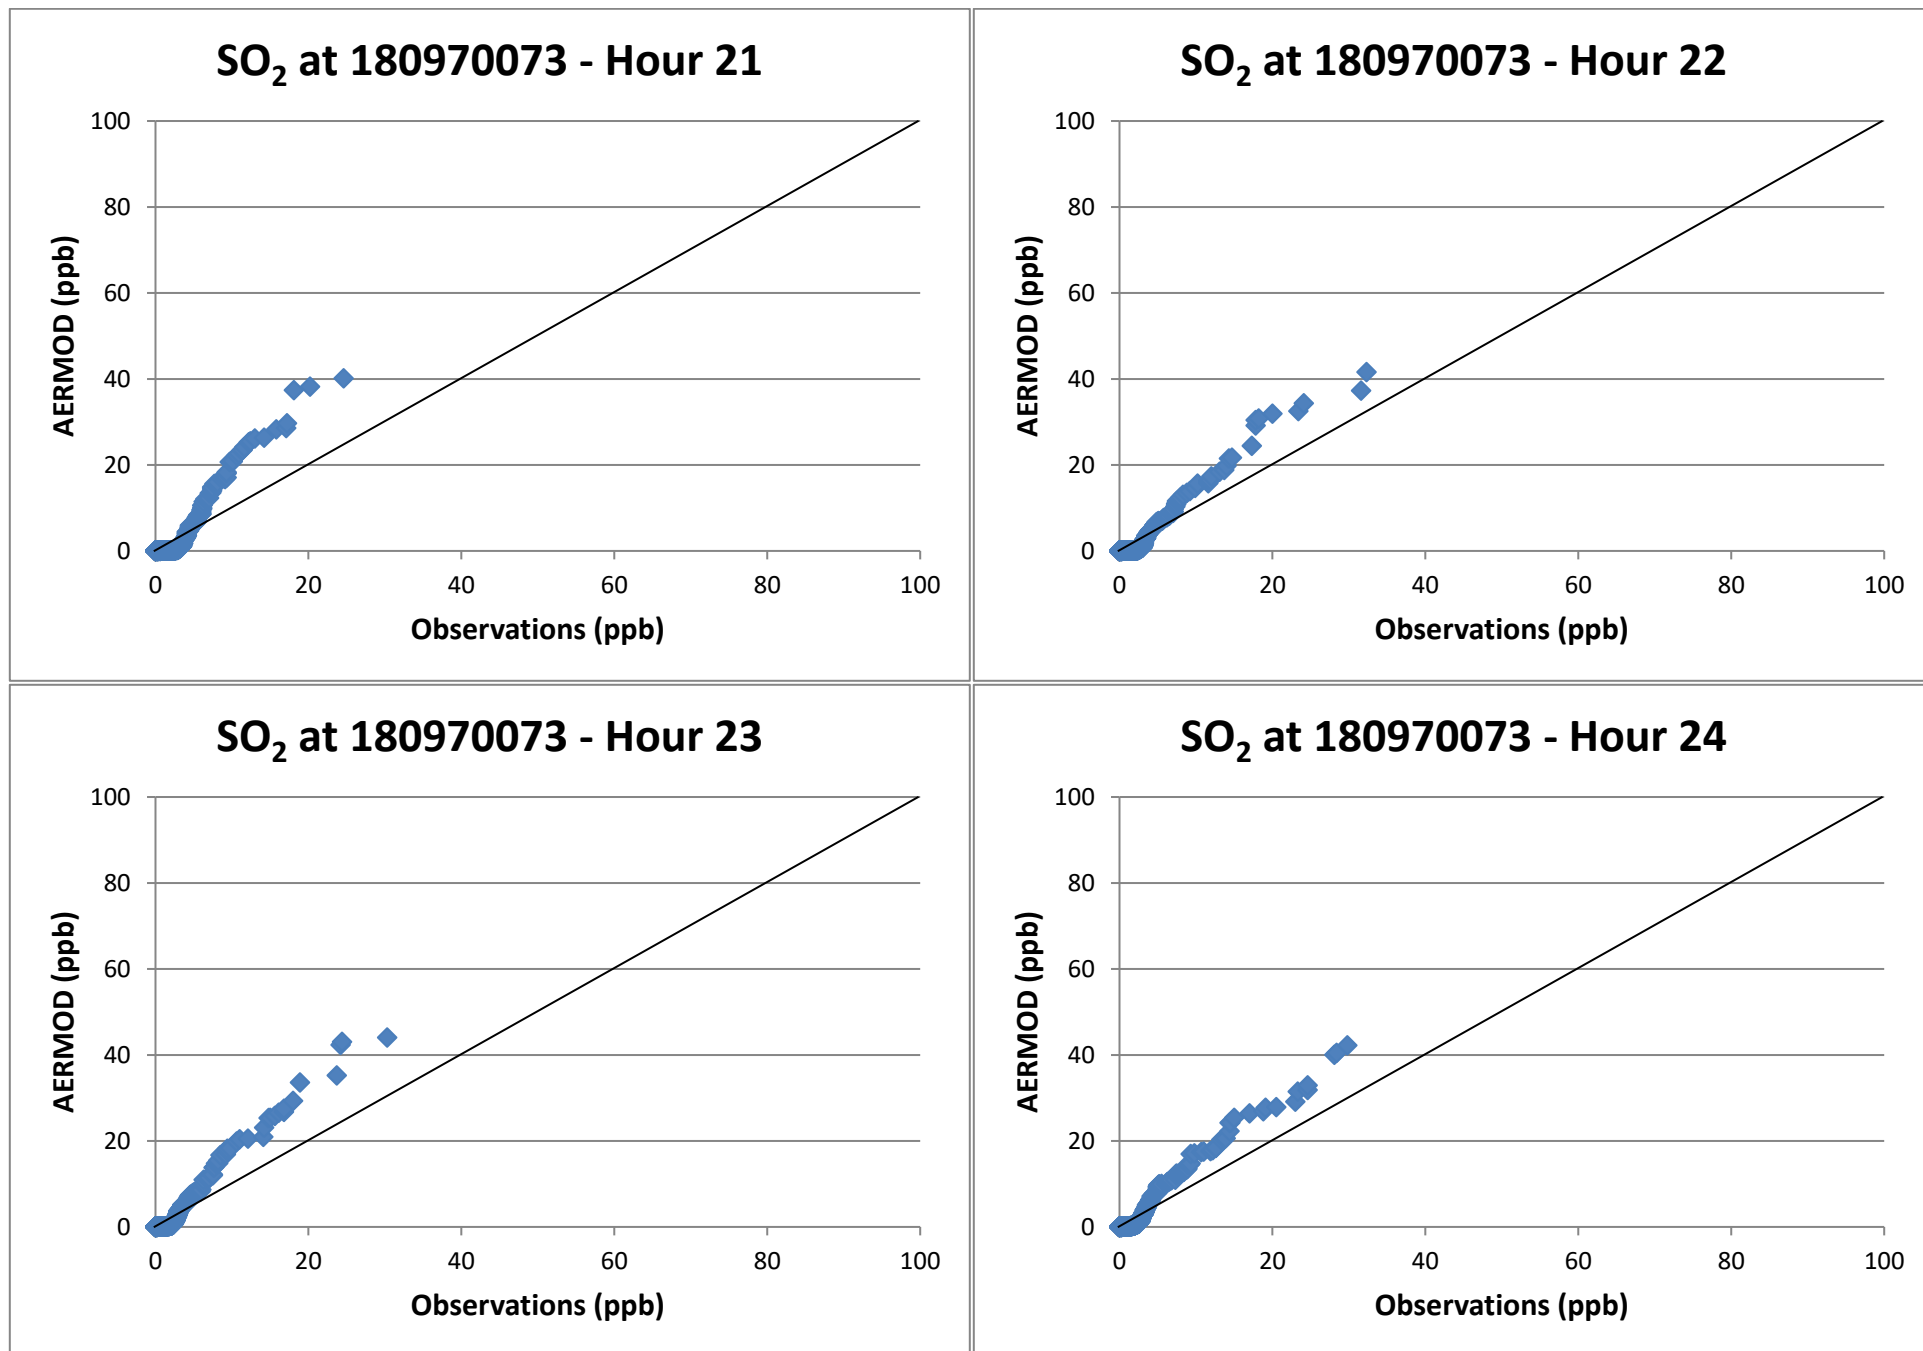 SO2 at 180970073 - Hour 21
100
80
60
40
20
0
AERMOD (ppb)
0 20 40 60 80 100
Observations (ppb)
SO2 at 180970073 - Hour 22
100
80
60
40
20
0
AERMOD (ppb)
0 20 40 60 80 100
Observations (ppb)
SO2 at 180970073 - Hour 23
100
80
60
40
20
0
AERMOD (ppb)
0 20 40 60 80 100
Observations (ppb)
SO2 at 180970073 - Hour 24
100
80
60
40
20
0
AERMOD (ppb)
0 20 40 60 80 100
Observations (ppb)